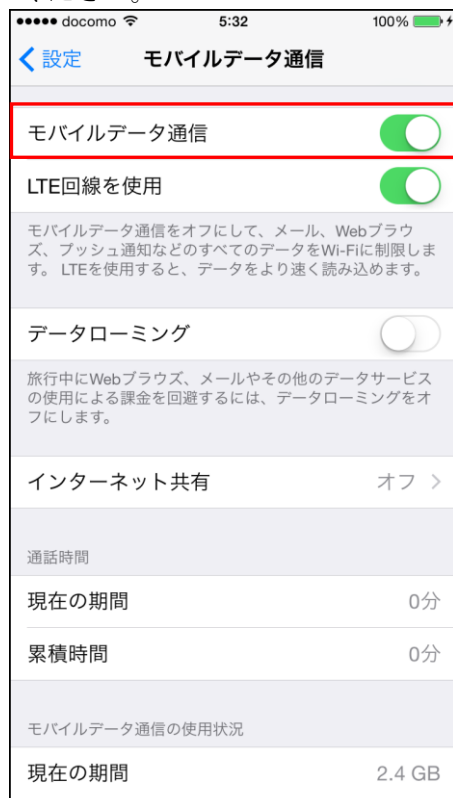 ください。
docomo 5:32 100%
設定 モバイルデータ通信
モバイルデータ通信
LTE回線を使用
モバイルデータ通信をオフにして、メール、Webブラウ
ズ、プッシュ通知などのすべてのデータをWi-Fiに制限しま
す。 LTEを使用すると、データをより速く読み込めます。
データローミング
旅行中にWebブラウズ、メールやその他のデータサービス
の使用による課金を回避するには、データローミングをオ
フにします。
インターネット共有 オフ
通話時間
現在の期間 0分
累積時間 0分
モバイルデータ通信の使用状況
現在の期間 2.4 GB